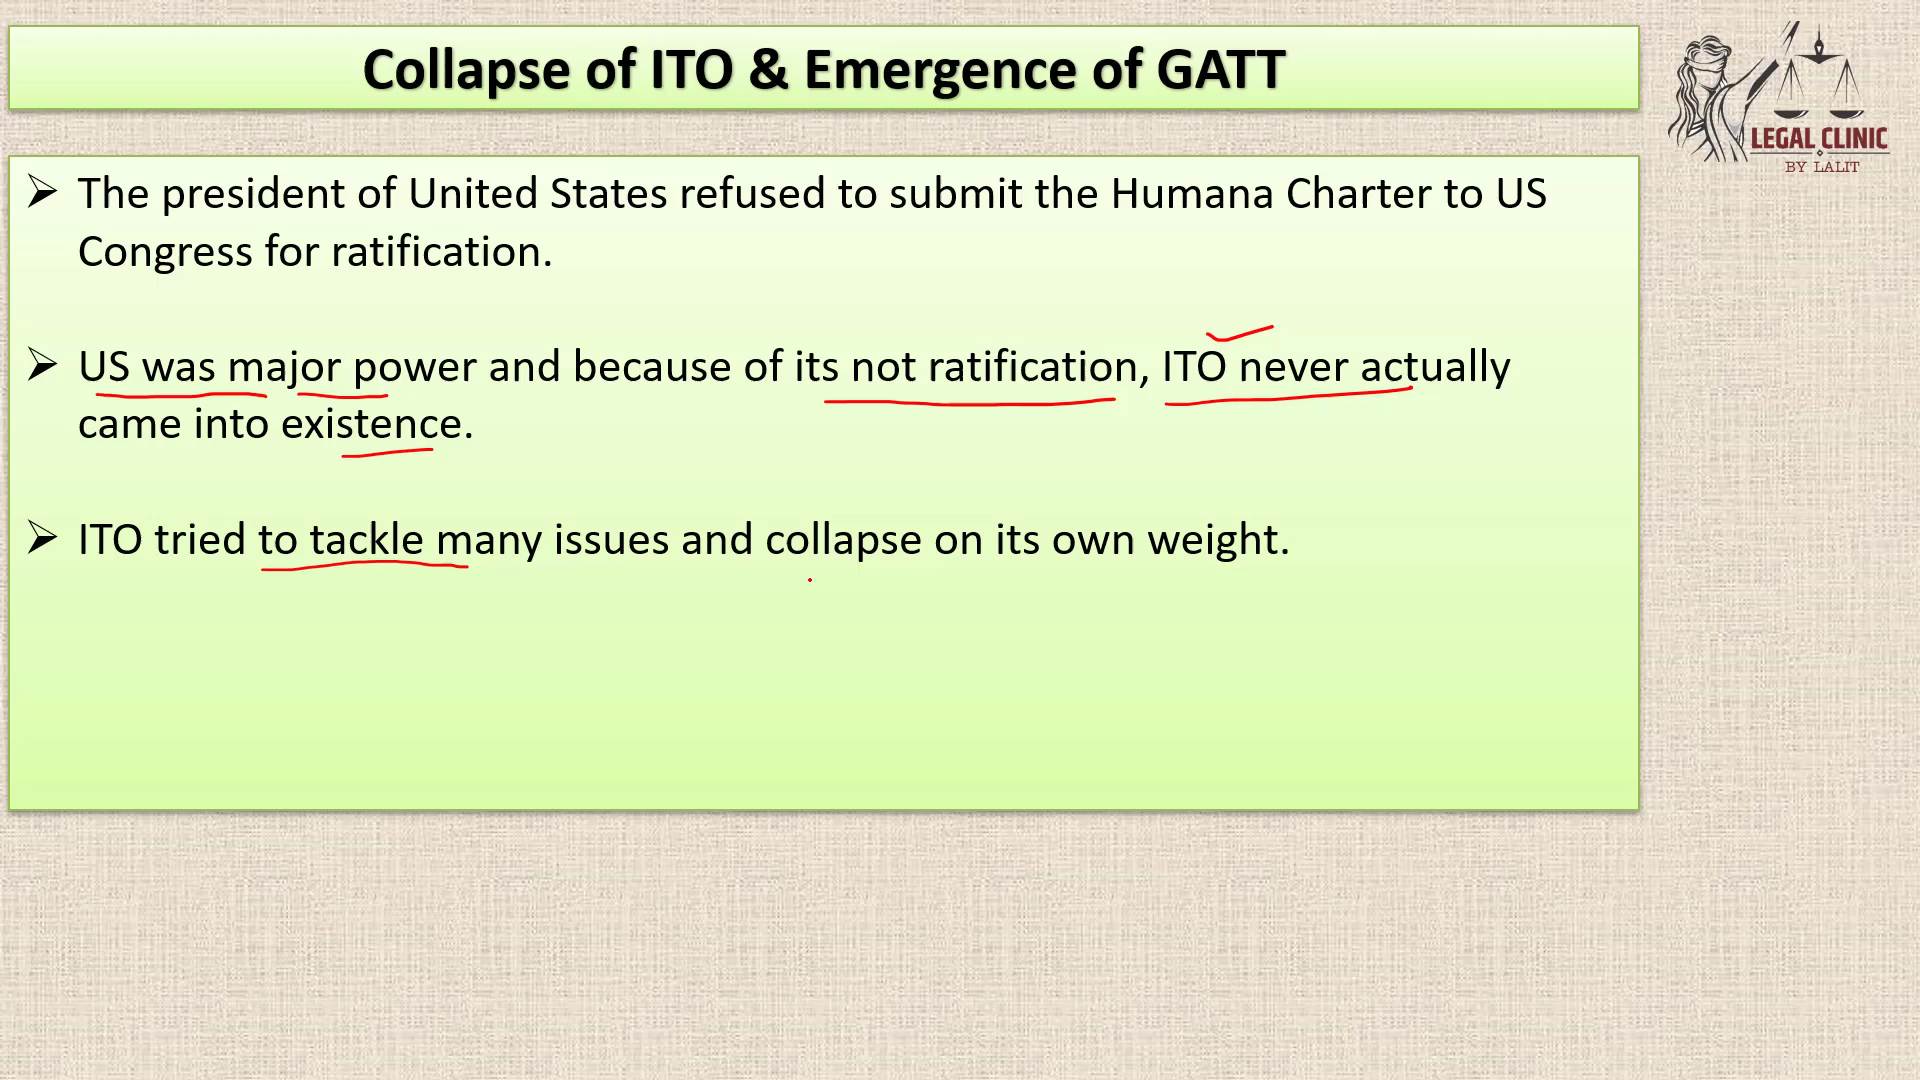 Collapse of ITO & Emergence of GATT
LEGAL CLINIC
BY LALIT
➢ The president of United States refused to submit the Humana Charter to US
Congress for ratification.
➢ US was major power and because of its not ratification, ITO never actually
came into existence.
➢ ITO tried to tackle many issues and collapse on its own weight.